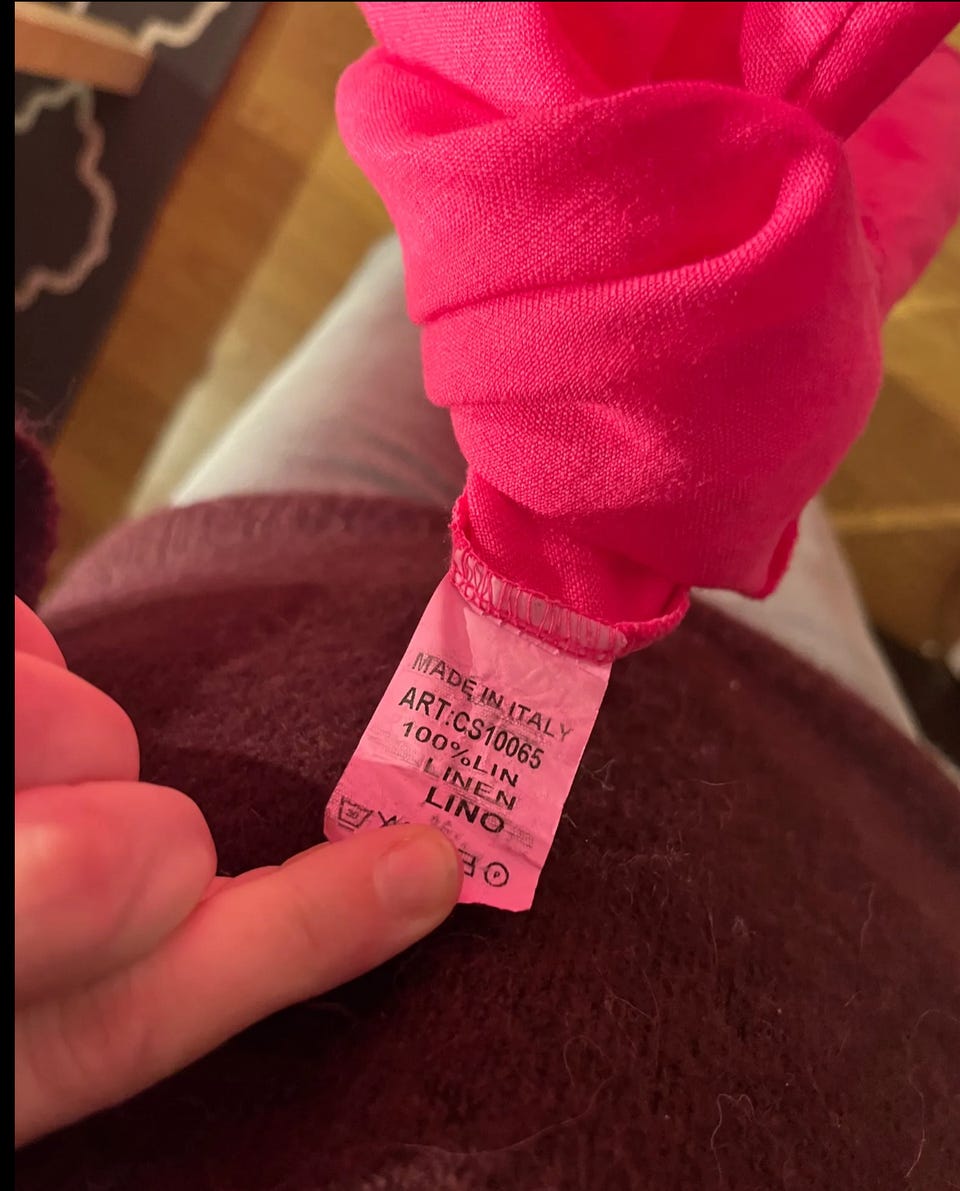 MADE IN ITALY
ART:CS10065
100%LIN
LINEN
LINO
P